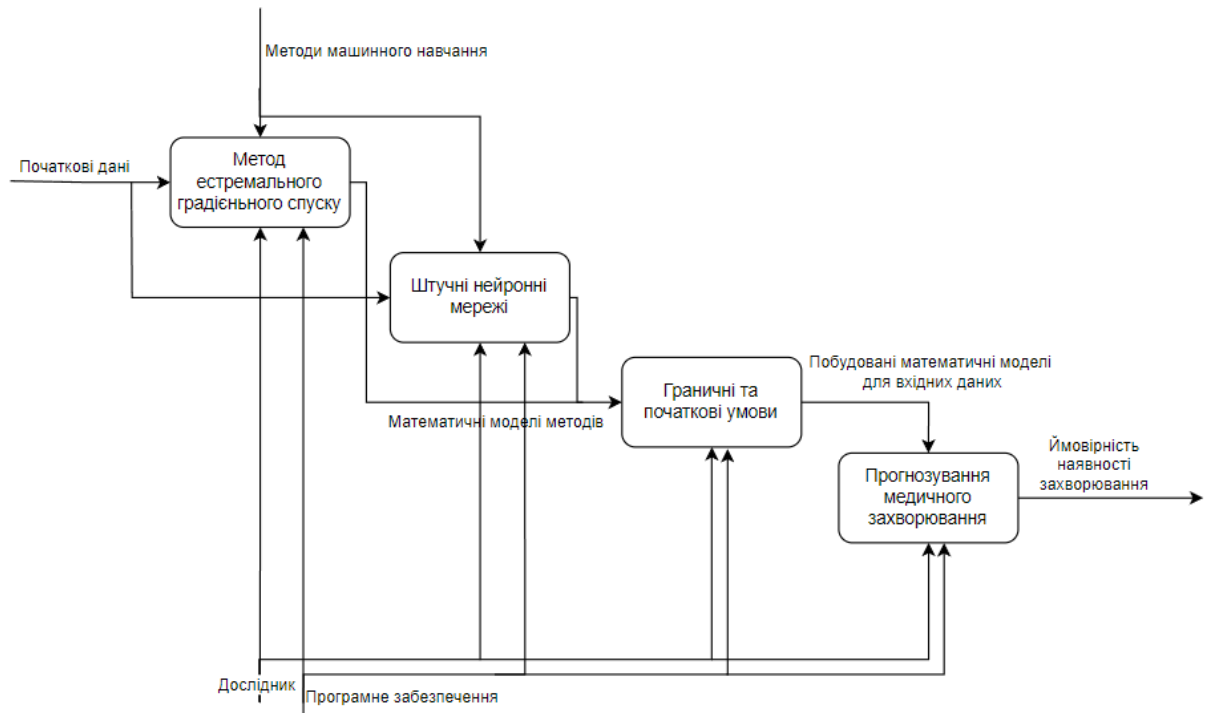 Методи машинного навчання
Початкові дані
Метод
естремального
градієньного спуску
Штучні нейронні
мережі
Математичні моделі методів
Граничні та
початкові умови
Побудовані математичні моделі
для вхідних даних
Прогнозування
медичного
захворювання
Ймовірність
наявності
захворювання
Дослідник
Програмне забезпечення